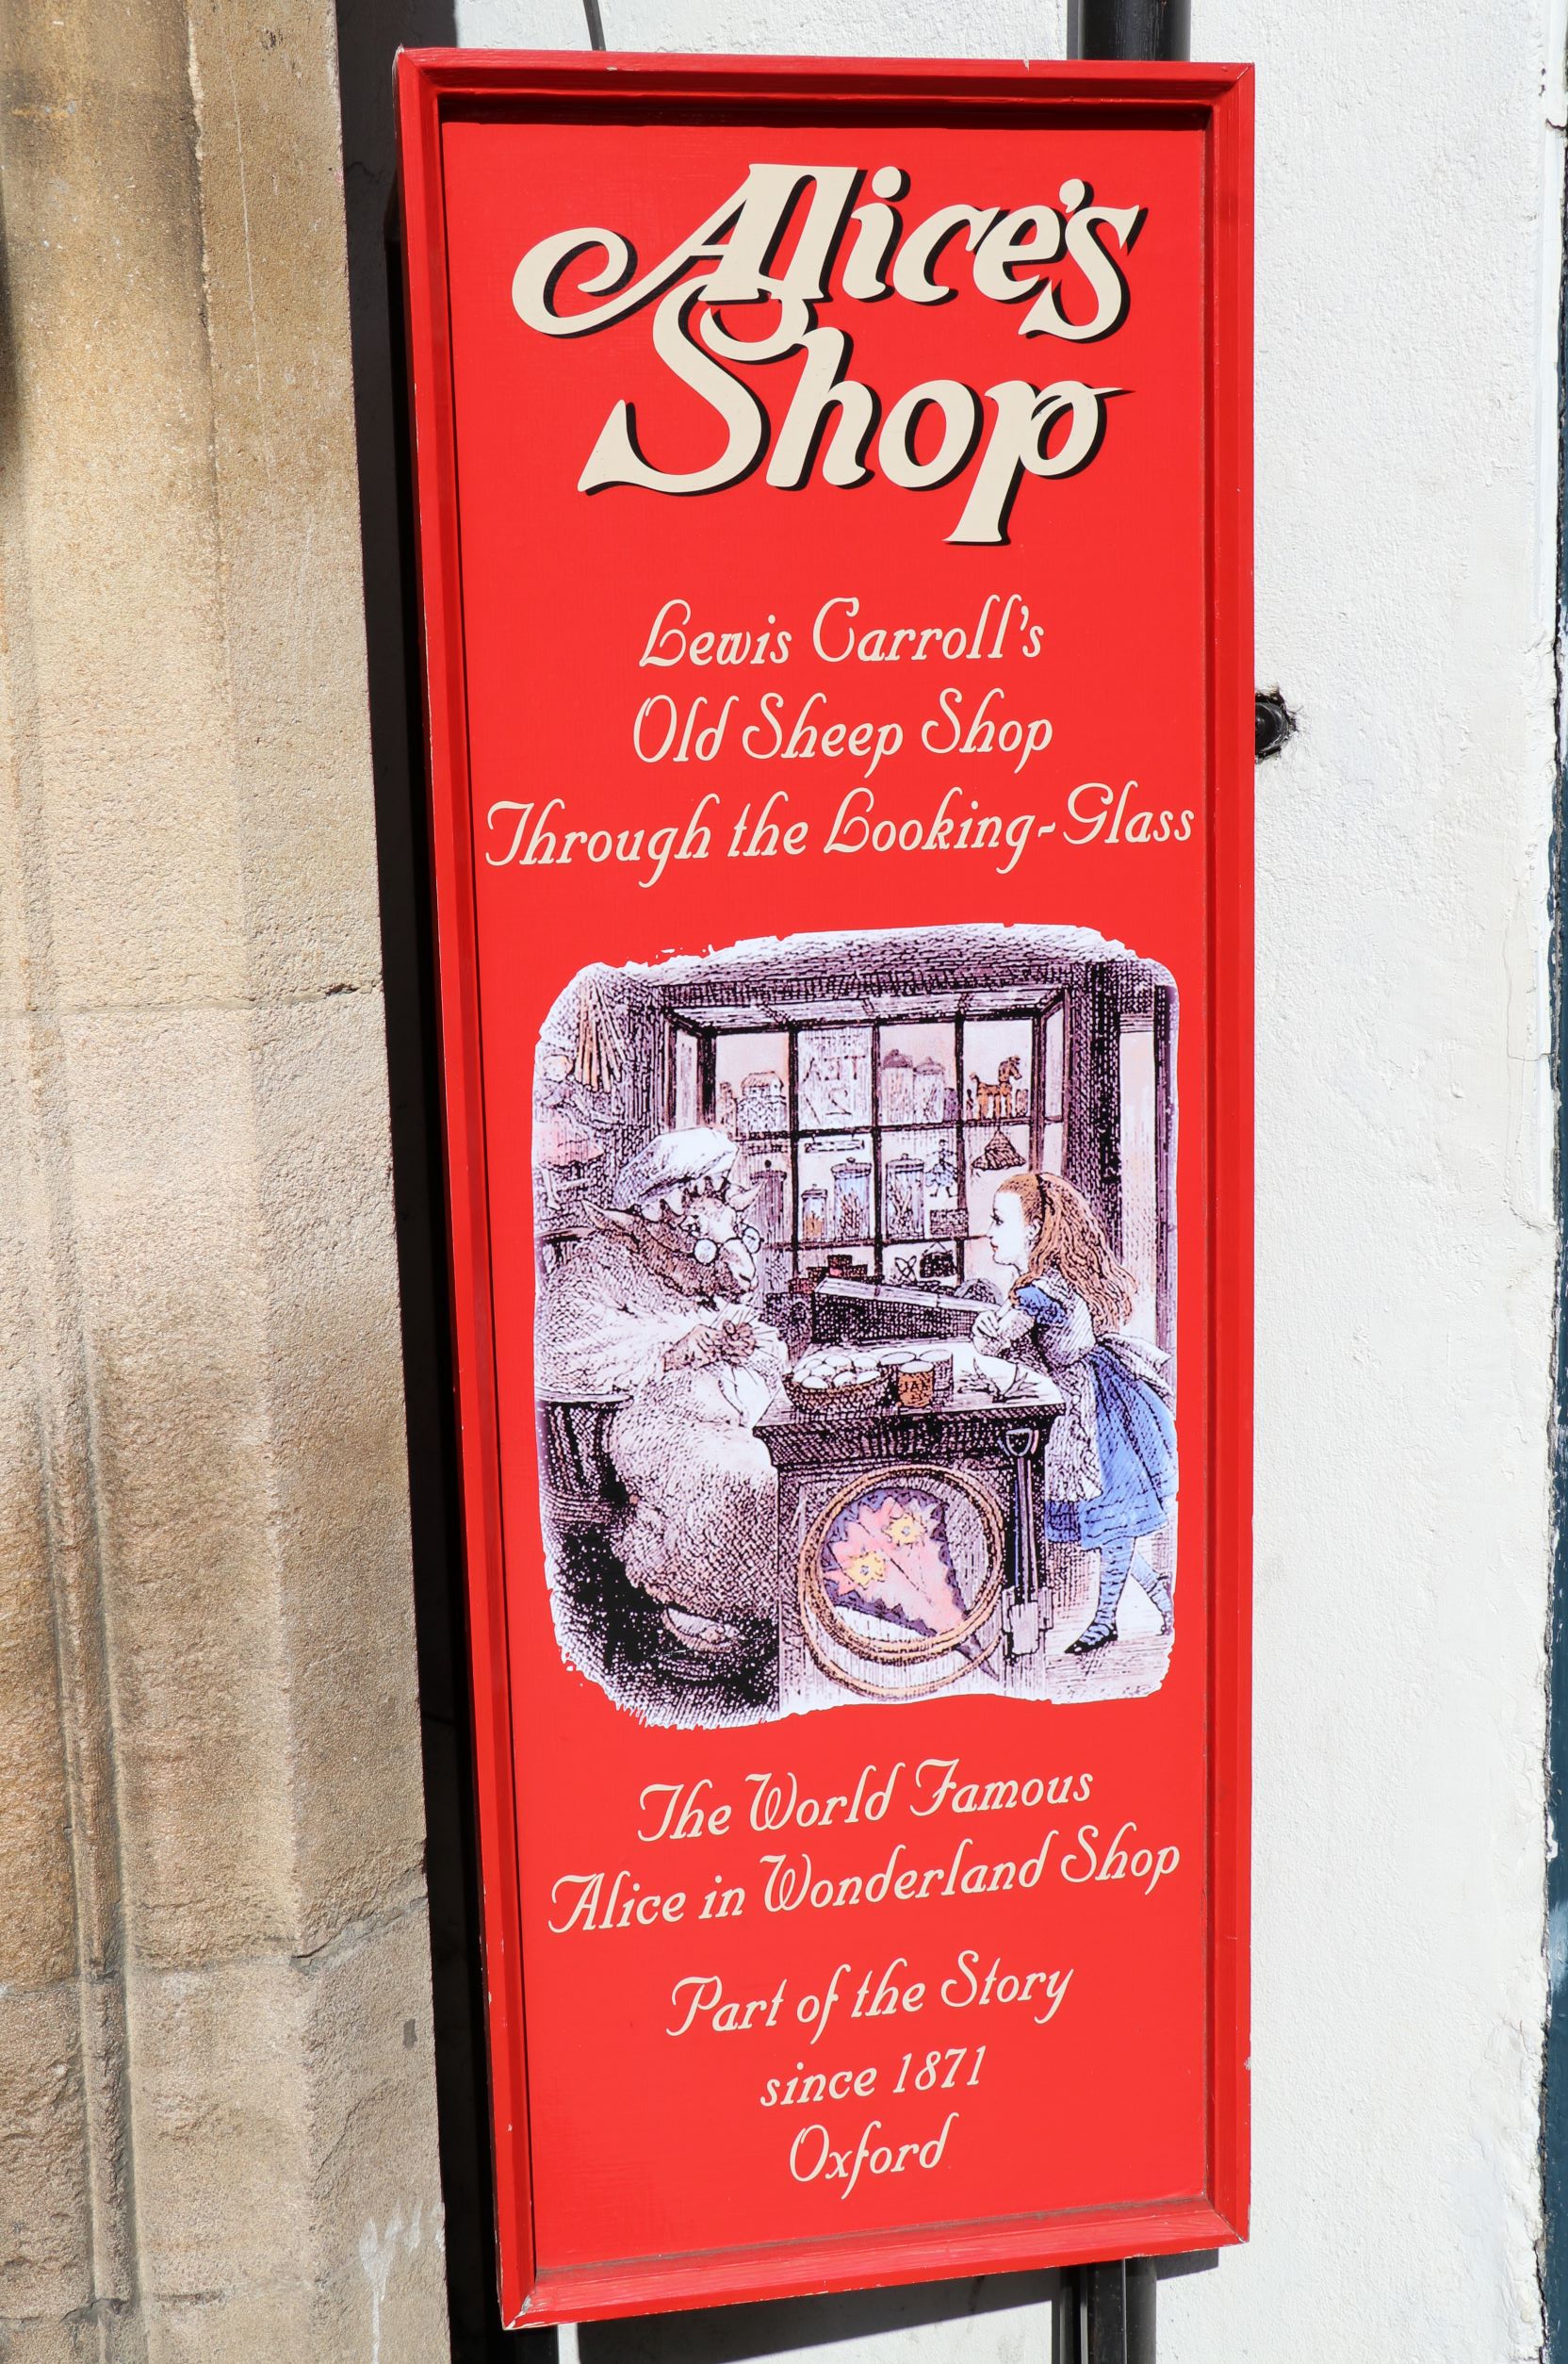 Alice's
Shop
Lewis Carroll's
Old Sheep Shop
Through the Looking-Glass
JAM
The World Famous
Alice in Wonderland Shop
Part of the Story
since 1871
Oxford